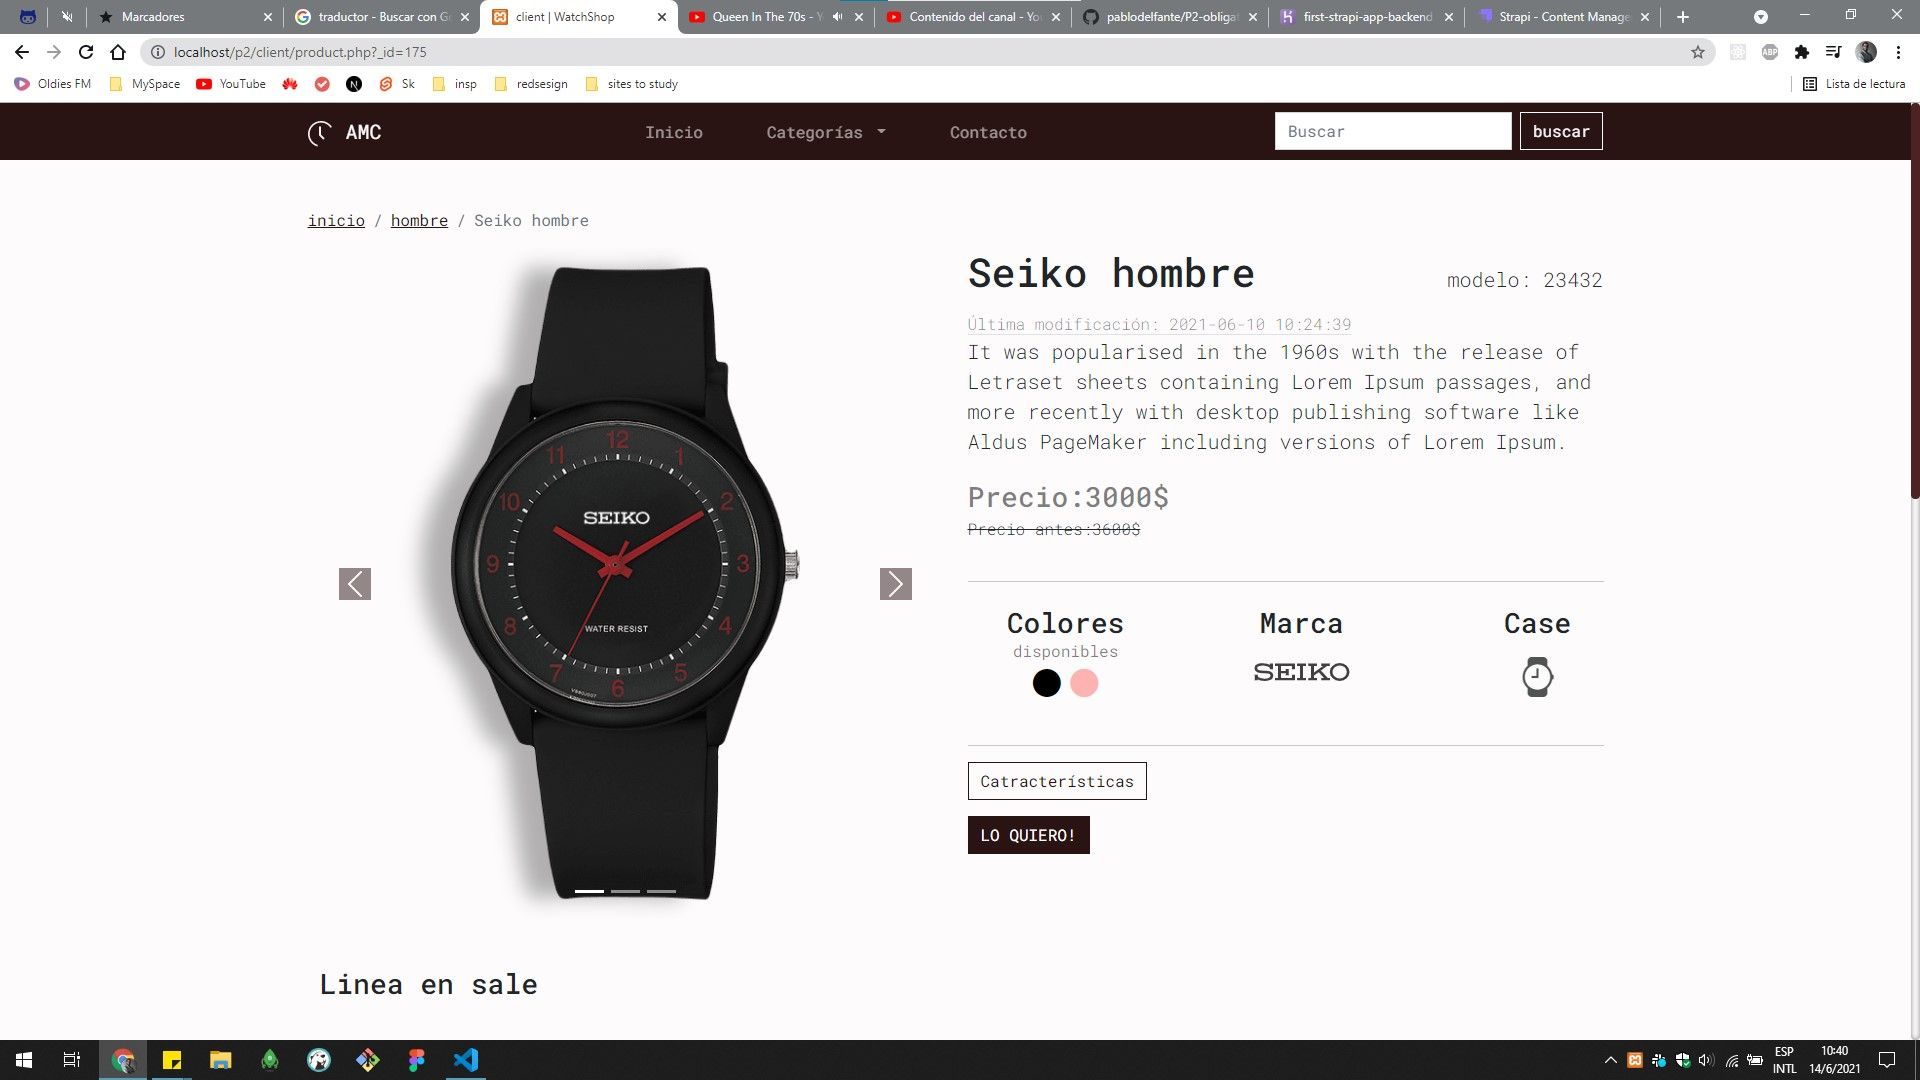 Marcadores
traductor - Buscar con Go
client | WatchShop
Queen In The 70s - Y
Contenido del canal - You
pablodelfante/P2-obligat
first-strapi-app-backend
Strapi - Content Manage
localhost/p2/client/product.php?_id=175
Oldies FM
MySpace
YouTube
Sk
insp
redsesign
sites to study
Lista de lectura
AMC
Inicio
Categorías
Contacto
Buscar
buscar
inicio / hombre / Seiko hombre
Seiko hombre
modelo: 23432
Última modificación: 2021-06-10 10:24:39
It was popularised in the 1960s with the release of
Letraset sheets containing Lorem Ipsum passages, and
more recently with desktop publishing software like
Aldus PageMaker including versions of Lorem Ipsum.
Precio:3000$
Precio antes:3600$
12
11
1
10
2
SEIKO
9
3
8
WATER RESIST
4
7
5
6
Colores
disponibles
Marca
SEIKO
Case
Catracterísticas
LO QUIERO!
Linea en sale
ESP
INTL
10:40
14/6/2021